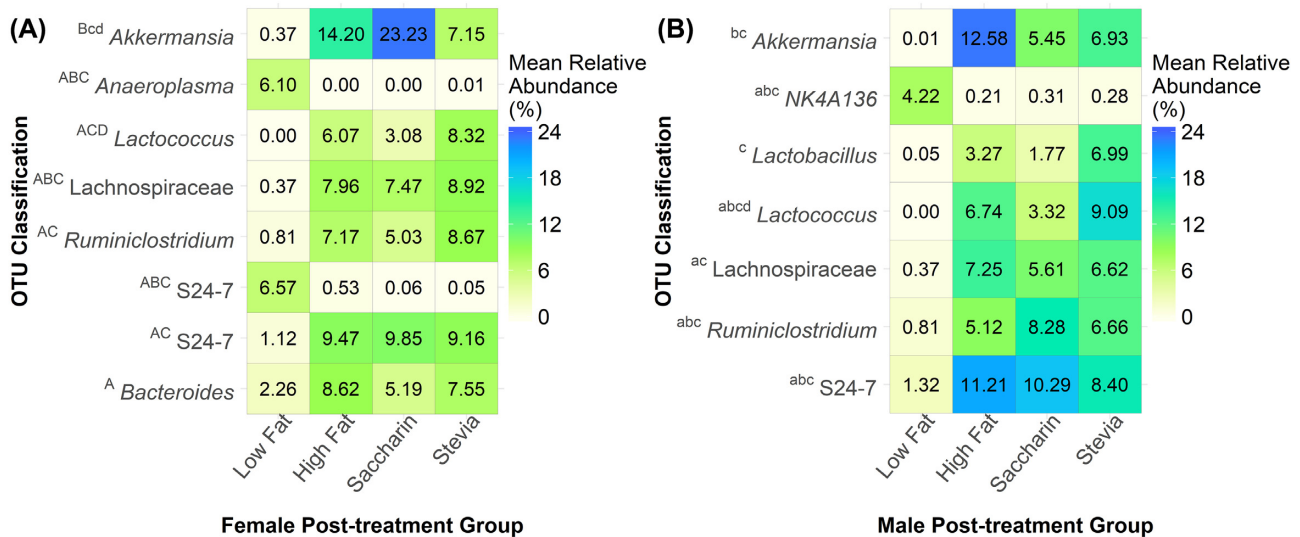 (A)
OTU Classification
Bcd Akkermansia 0.37 14.20 23.23 7.15
ABC Anaeroplasma 6.10 0.00 0.00 0.01
ACD Lactococcus 0.00 6.07 3.08 8.32
ABC Lachnospiraceae 0.37 7.96 7.47 8.92
AC Ruminiclostridium 0.81 7.17 5.03 8.67
ABC S24-7 6.57 0.53 0.06 0.05
AC S24-7 1.12 9.47 9.85 9.16
A Bacteroides 2.26 8.62 5.19 7.55
Low Fat High Fat Saccharin Stevia
Female Post-treatment Group
Mean Relative
Abundance
(%)
24
18
12
6
0
(B)
OTU Classification
bc Akkermansia 0.01 12.58 5.45 6.93
abc NK4A136 4.22 0.21 0.31 0.28
c Lactobacillus 0.05 3.27 1.77 6.99
abcd Lactococcus 0.00 6.74 3.32 9.09
ac Lachnospiraceae 0.37 7.25 5.61 6.62
abc Ruminiclostridium 0.81 5.12 8.28 6.66
abc S24-7 1.32 11.21 10.29 8.40
Low Fat High Fat Saccharin Stevia
Male Post-treatment Group
Mean Relative
Abundance
(%)
24
18
12
6
0